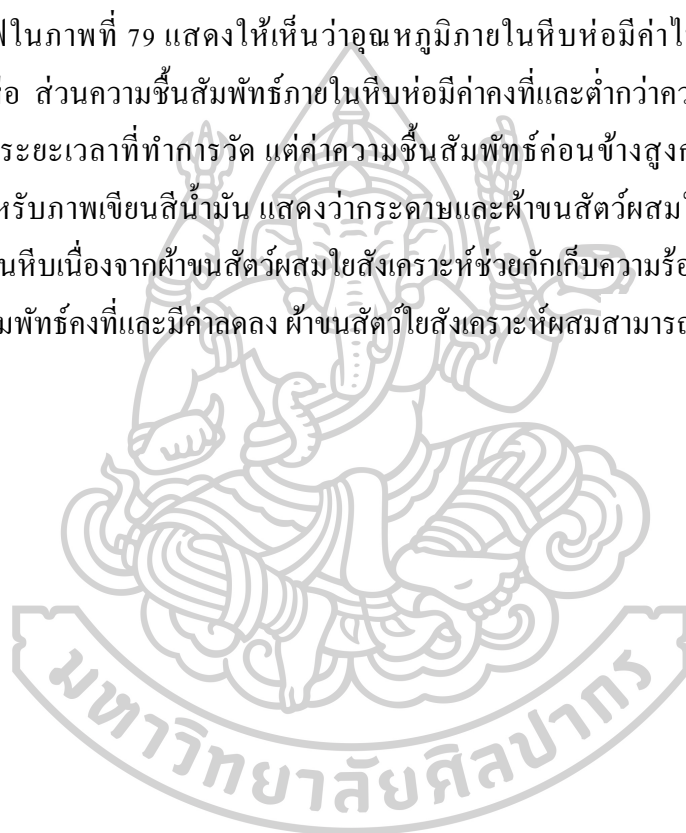 ในภาพที่ 79 แสดงให้เห็นว่าอุณหภูมิภายในหีบห่อมีค่า
ส่วนความชื้นสัมพัทธ์ภายในหีบห่อมีค่าคงที่และต่ำกว่า
ระยะเวลาที่ทำการวัด แต่ค่าความชื้นสัมพัทธ์ค่อนข้างสูง
หรับภาพเขียนสีน้ำมัน แสดงว่ากระดาษและผ้าขนสัตว์ผสม
นหีบเนื่องจากผ้าขนสัตว์ผสมใยสังเคราะห์ช่วยกักเก็บความร้อ
มพัทธ์คงที่และมีค่าลดลง ผ้าขนสัตว์ใยสังเคราะห์ผสมสามารถ
มหาวิทยาลัยศิลปากร